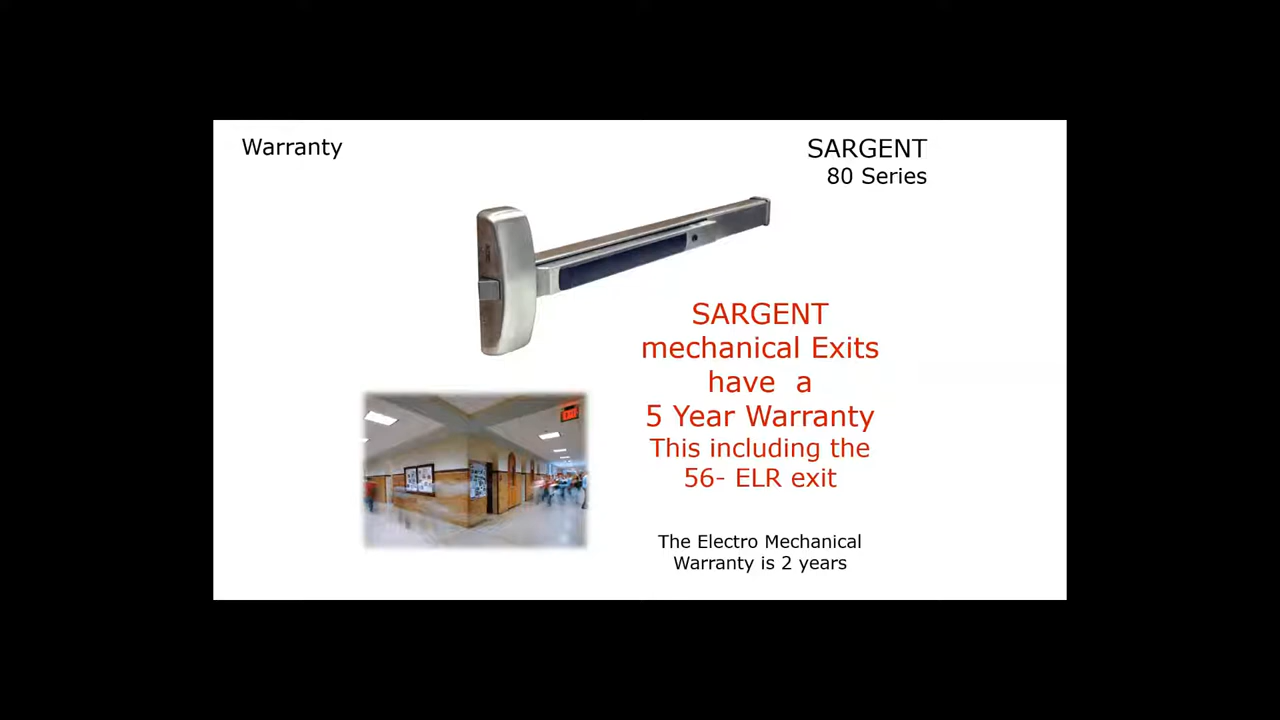 Warranty
SARGENT
80 Series
SARGENT
mechanical Exits
have a
5 Year Warranty
This including the
56- ELR exit
The Electro Mechanical
Warranty is 2 years